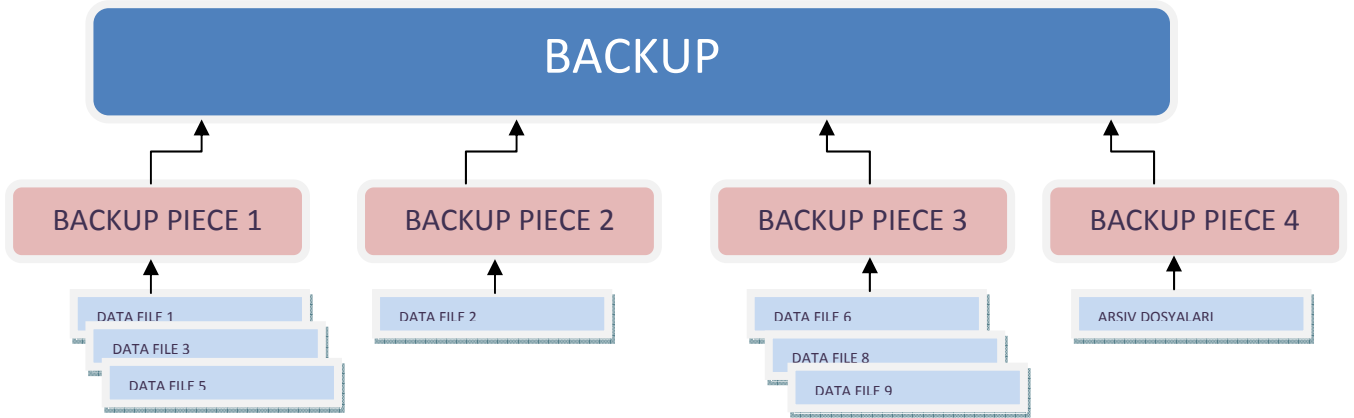 BACKUP
BACKUP PIECE 1
BACKUP PIECE 2
BACKUP PIECE 3
BACKUP PIECE 4
DATA FILE 1
DATA FILE 3
DATA FILE 5
DATA FILE 2
DATA FILE 6
DATA FILE 8
DATA FILE 9
ARSIV DOSYALARI